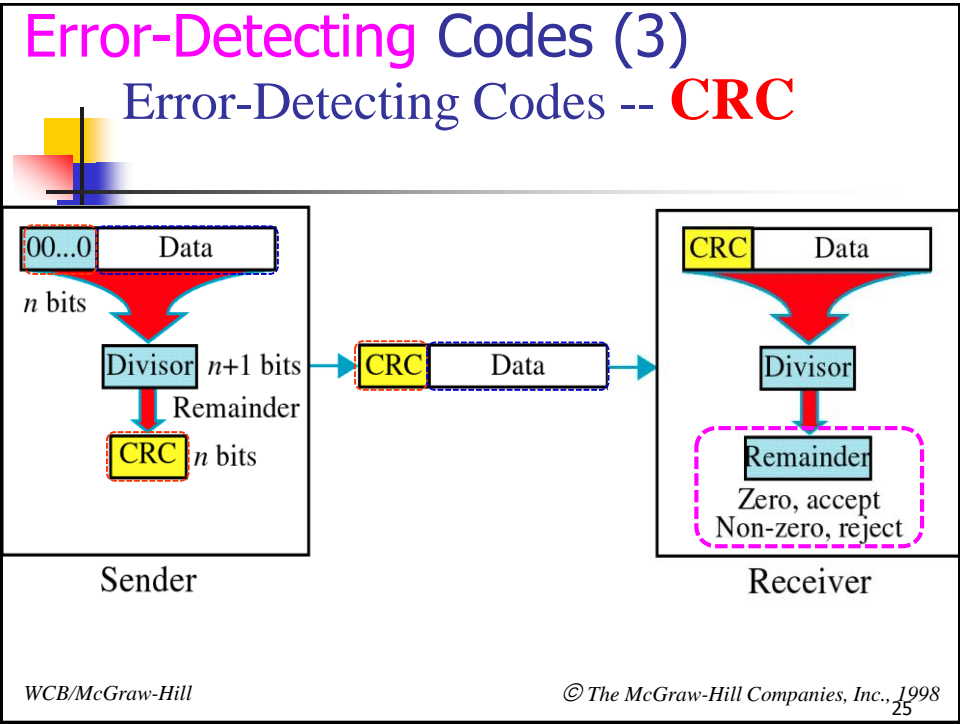 Error-Detecting Codes (3)
Error-Detecting Codes -- CRC
00...0 Data
n bits
Divisor n+1 bits
Remainder
CRC n bits
Sender
CRC Data
CRC Data
Divisor
Remainder
Zero, accept
Non-zero, reject
Receiver
WCB/McGraw-Hill
© The McGraw-Hill Companies, Inc., 1998
25